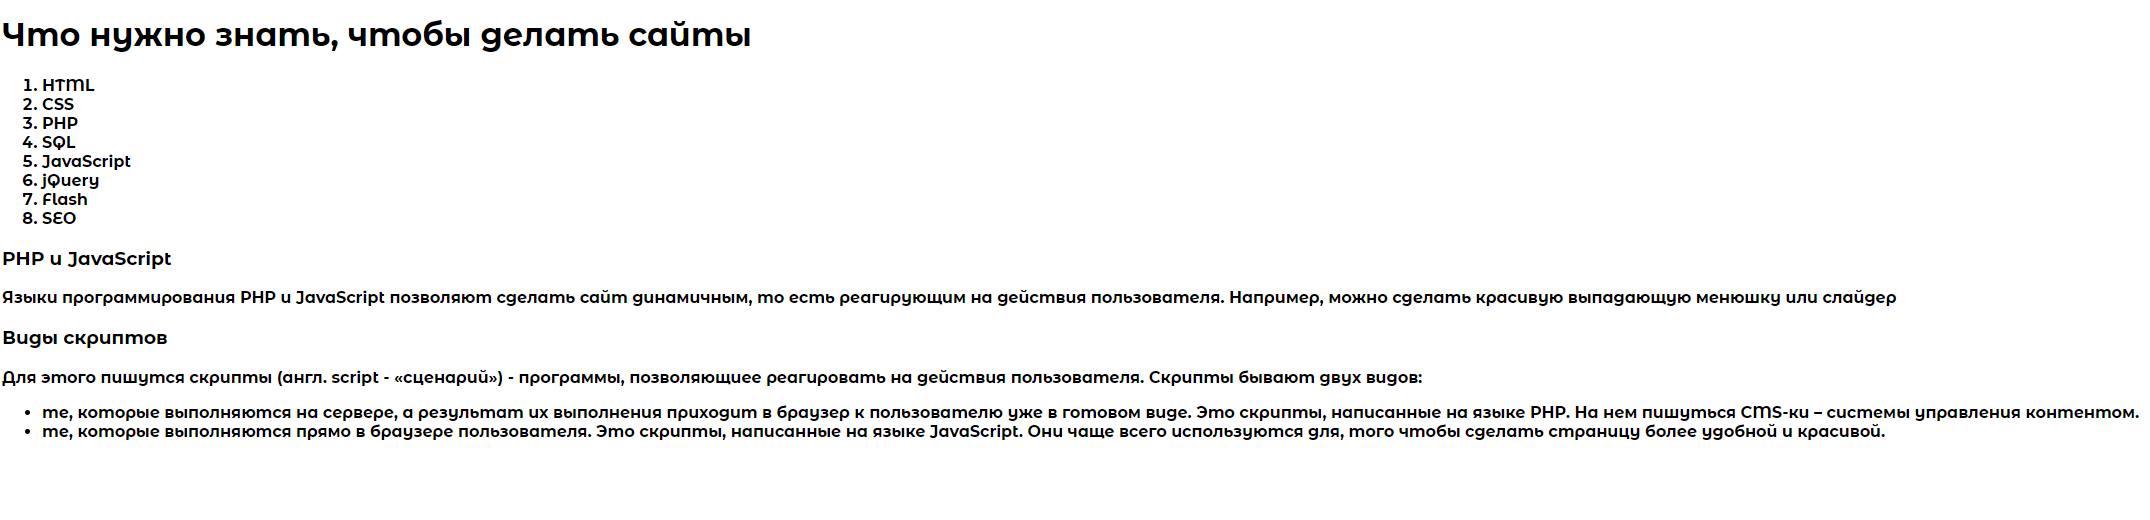 Что нужно знать, чтобы делать сайты
1. HTML
2. CSS
3. PHP
4. SQL
5. JavaScript
6. jQuery
7. Flash
8. SEO
PHP и JavaScript
Языки программирования PHP и JavaScript позволяют сделать сайт динамичным, то есть реагирующим на действия пользователя. Например, можно сделать красивую выпадающую менюшку или слайдер
Виды скриптов
Для этого пишутся скрипты (англ. script - «сценарий») - программы, позволяющиее реагировать на действия пользователя. Скрипты бывают двух видов:
• те, которые выполняются на сервере, а результат их выполнения приходит в браузер к пользователю уже в готовом виде. Это скрипты, написанные на языке PHP. На нем пишуться CMS-ки – системы управления контентом.
• те, которые выполняются прямо в браузере пользователя. Это скрипты, написанные на языке JavaScript. Они чаще всего используются для, того чтобы сделать страницу более удобной и красивой.